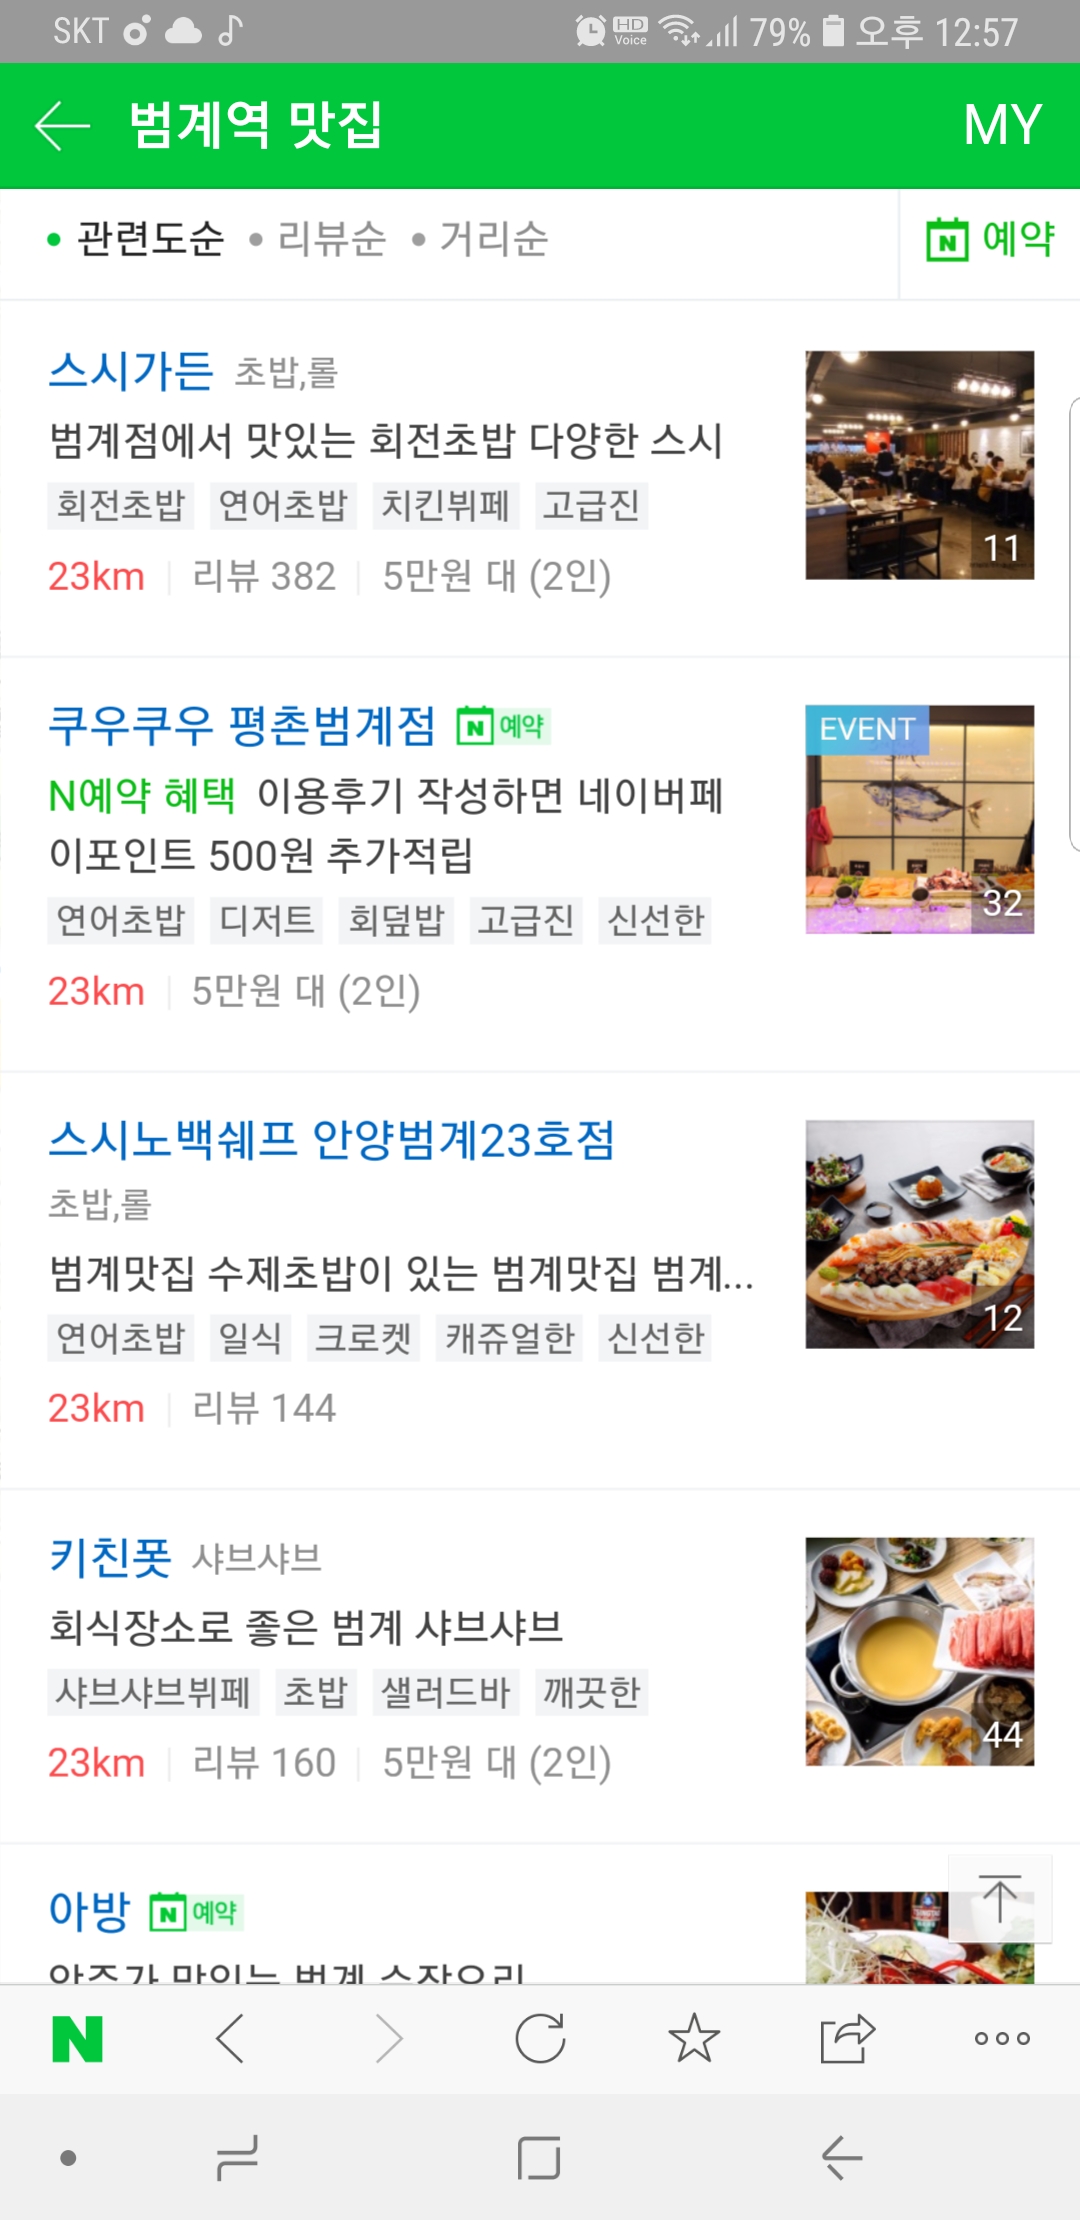 SKT HD Voice 79% 오후 12:57
범계역 맛집 MY
관련도순 리뷰순 거리순 N 예약
스시가든 초밥,롤
범계점에서 맛있는 회전초밥 다양한 스시
회전초밥 연어초밥 치킨뷔페 고급진
11
23km 리뷰 382 5만원 대 (2인)
쿠우쿠우 평촌범계점 N 예약
EVENT
N예약 혜택 이용후기 작성하면 네이버페
이포인트 500원 추가적립
32
연어초밥 디저트 회덮밥 고급진 신선한
23km 5만원 대 (2인)
스시노백쉐프 안양범계23호점
초밥,롤
범계맛집 수제초밥이 있는 범계맛집 범계...
12
연어초밥 일식 크로켓 캐쥬얼한 신선한
23km 리뷰 144
키친폿 샤브샤브
회식장소로 좋은 범계 샤브샤브
샤브샤브뷔페 초밥 샐러드바 깨끗한
44
23km 리뷰 160 5만원 대 (2인)
아방 N 예약
안주가 맛있는 범계 수작요리
N